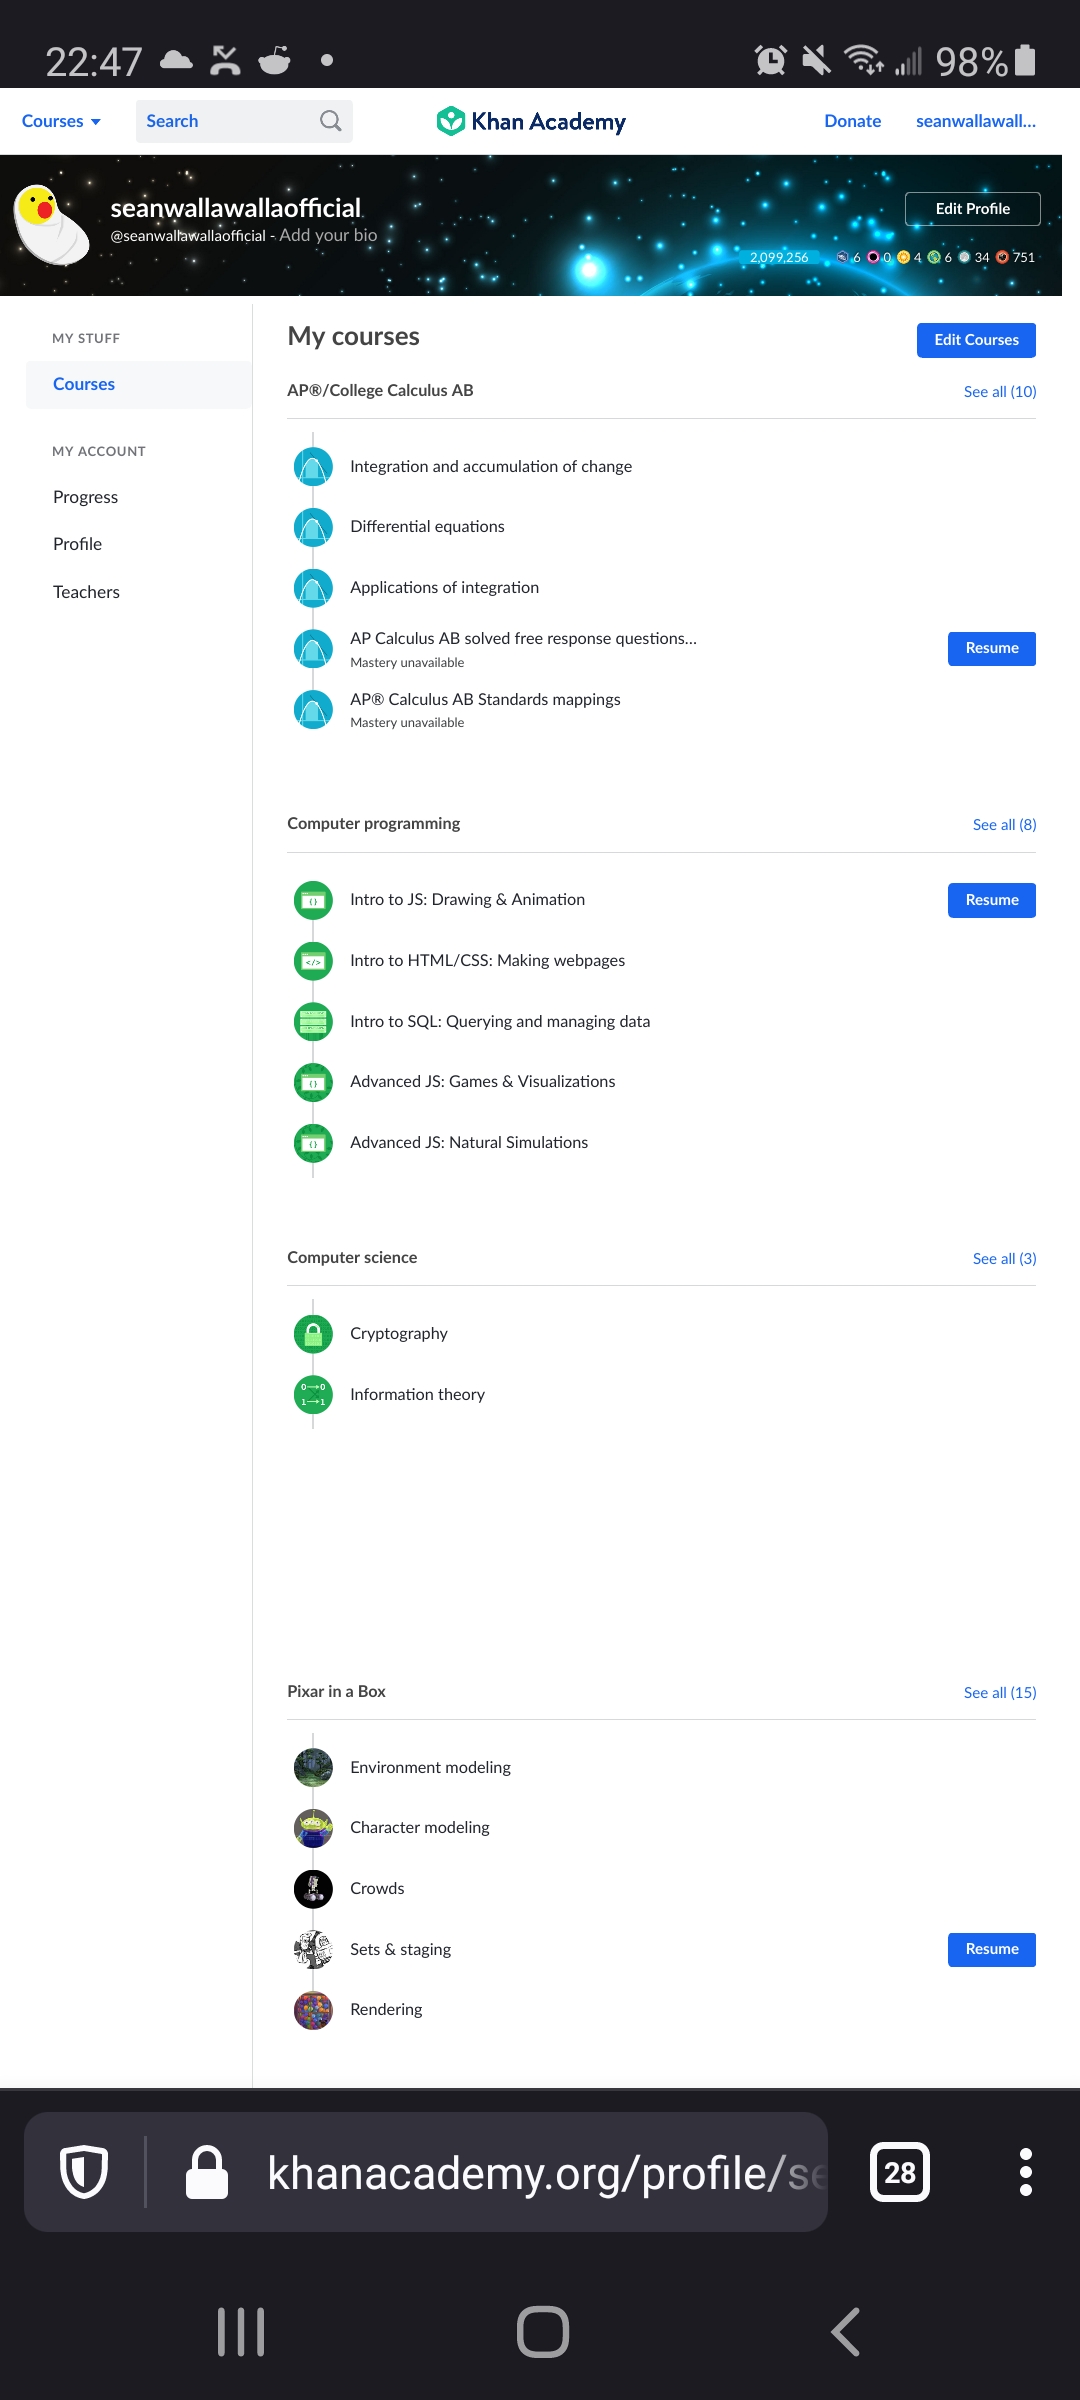 22:47
98%
Courses
Search
Khan Academy
Donate
seanwallawall...
seanwallawallaofficial
@seanwallawallaofficial - Add your bio
Edit Profile
2,099,256 6 0 4 6 34 751
MY STUFF
Courses
MY ACCOUNT
Progress
Profile
Teachers
My courses
Edit Courses
AP®/College Calculus AB
See all (10)
Integration and accumulation of change
Differential equations
Applications of integration
AP Calculus AB solved free response questions...
Mastery unavailable
Resume
AP® Calculus AB Standards mappings
Mastery unavailable
Computer programming
See all (8)
Intro to JS: Drawing & Animation
Resume
Intro to HTML/CSS: Making webpages
Intro to SQL: Querying and managing data
Advanced JS: Games & Visualizations
Advanced JS: Natural Simulations
Computer science
See all (3)
Cryptography
Information theory
Pixar in a Box
See all (15)
Environment modeling
Character modeling
Crowds
Sets & staging
Resume
Rendering
khanacademy.org/profile/se
28